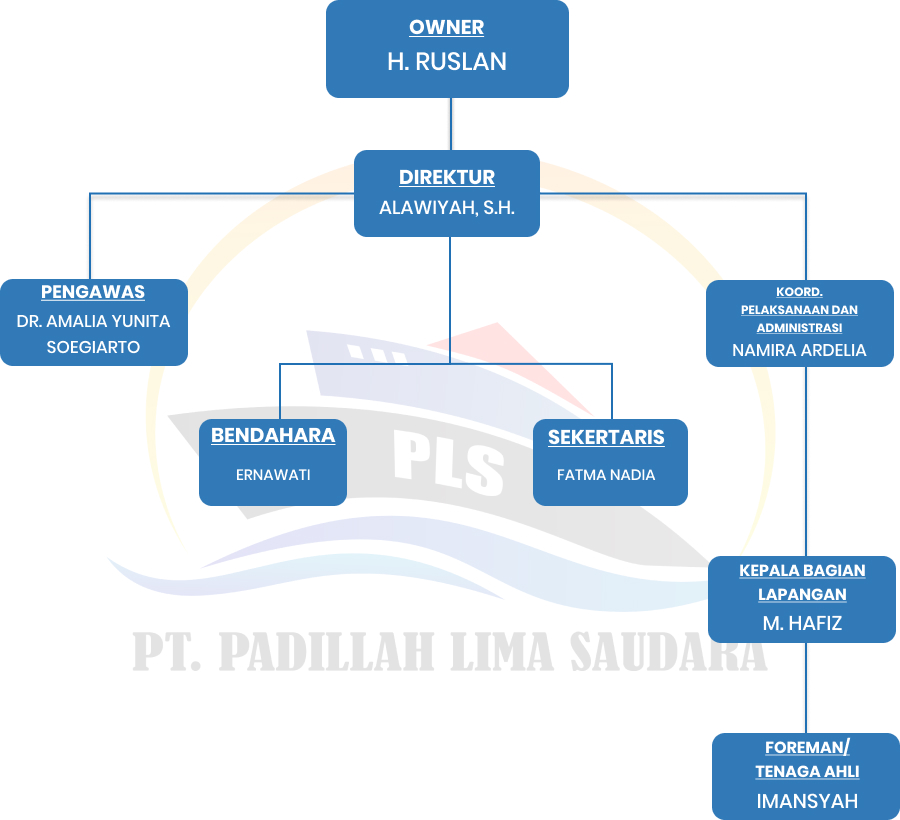 OWNER
H. RUSLAN
DIREKTUR
ALAWIYAH, S.H.
PENGAWAS
DR. AMALIA YUNITA
SOEGIARTO
KOORD.
PELAKSANAAN DAN
ADMINISTRASI
NAMIRA ARDELIA
BENDAHARA
ERNAWATI
SEKERTARIS
FATMA NADIA
PLS
KEPALA BAGIAN
LAPANGAN
M. HAFIZ
PT. PADILLAH LIMA SAUDARA
FOREMAN/
TENAGA AHLI
IMANSYAH